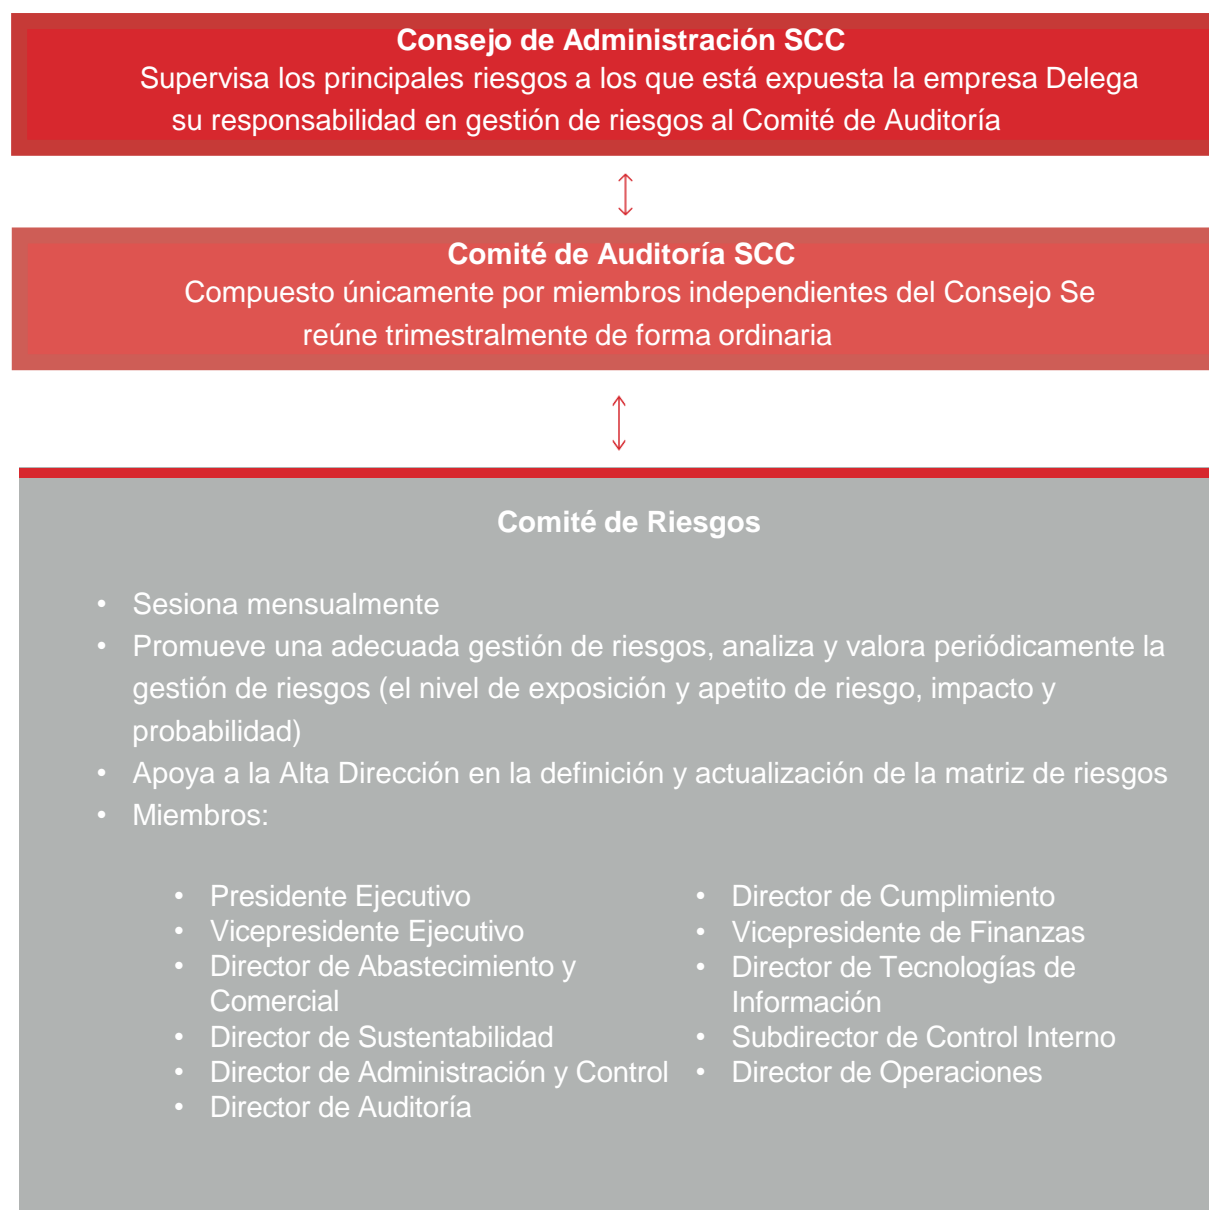 Consejo de Administración SCC
Supervisa los principales riesgos a los que está expuesta la empresa Delega
su responsabilidad en gestión de riesgos al Comité de Auditoría
Comité de Auditoría SCC
Compuesto únicamente por miembros independientes del Consejo Se
reúne trimestralmente de forma ordinaria
Comité de Riesgos
• Sesiona mensualmente
• Promueve una adecuada gestión de riesgos, analiza y valora periódicamente la
gestión de riesgos (el nivel de exposición y apetito de riesgo, impacto y
probabilidad)
• Apoya a la Alta Dirección en la definición y actualización de la matriz de riesgos
• Miembros:
• Presidente Ejecutivo
• Vicepresidente Ejecutivo
• Director de Abastecimiento y
Comercial
• Director de Sustentabilidad
• Director de Administración y Control
• Director de Auditoría
• Director de Cumplimiento
• Vicepresidente de Finanzas
• Director de Tecnologías de
Información
• Subdirector de Control Interno
• Director de Operaciones